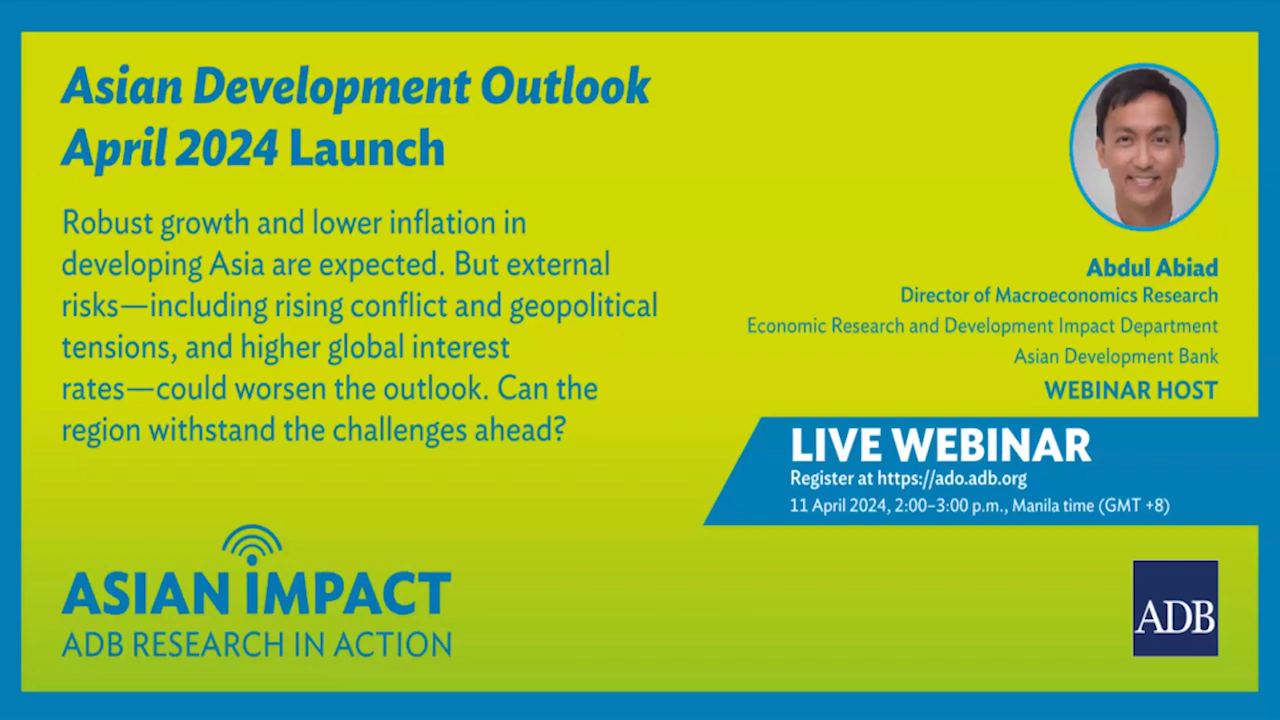 Asian Development Outlook
April 2024 Launch
Robust growth and lower inflation in
developing Asia are expected. But external
risks—including rising conflict and geopolitical
tensions, and higher global interest
rates—could worsen the outlook. Can the
region withstand the challenges ahead?
Abdul Abiad
Director of Macroeconomics Research
Economic Research and Development Impact Department
Asian Development Bank
WEBINAR HOST
LIVE WEBINAR
Register at https://ado.adb.org
11 April 2024, 2:00–3:00 p.m., Manila time (GMT +8)
ASIAN IMPACT
ADB RESEARCH IN ACTION
ADB